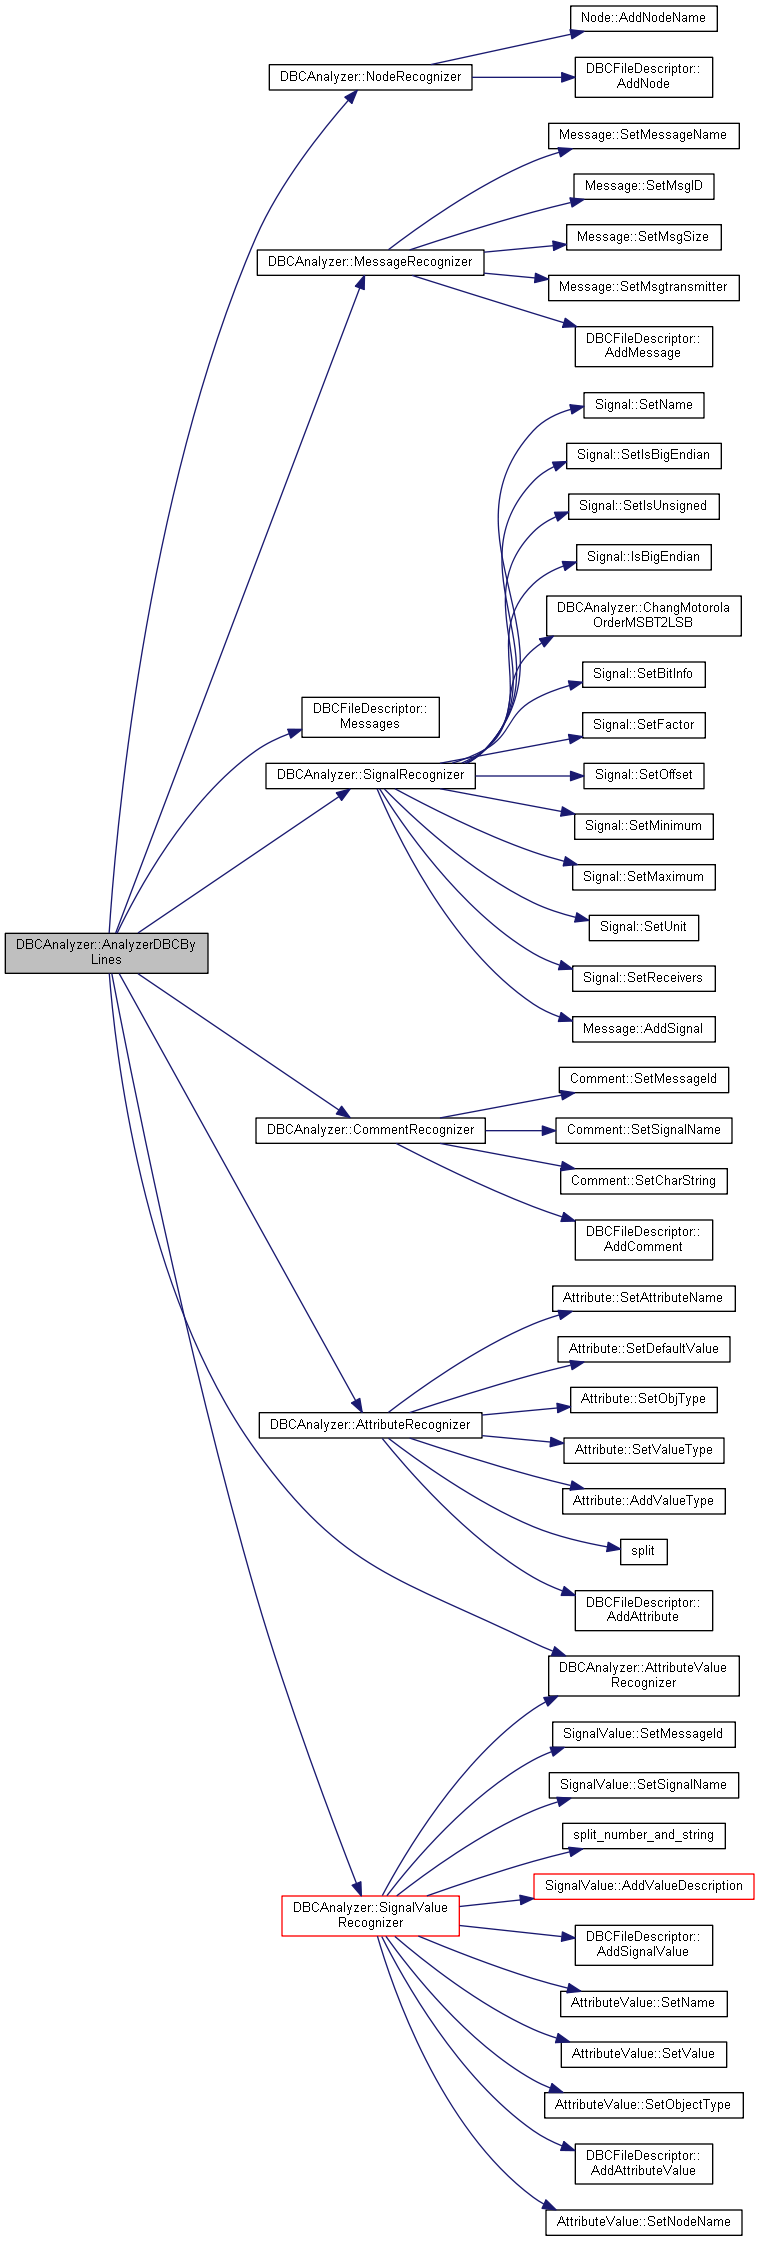 Node::AddNodeName
DBCAnalyzer::NodeRecognizer
DBCFileDescriptor::
AddNode
Message::SetMessageName
Message::SetMsgID
Message::SetMsgSize
DBCAnalyzer::MessageRecognizer
Message::SetMsgtransmitter
DBCFileDescriptor::
AddMessage
Signal::SetName
Signal::SetIsBigEndian
Signal::SetIsUnsigned
Signal::IsBigEndian
DBCAnalyzer::ChangMotorola
OrderMSBT2LSB
Signal::SetBitInfo
DBCFileDescriptor::
Messages
Signal::SetFactor
DBCAnalyzer::SignalRecognizer
Signal::SetOffset
Signal::SetMinimum
Signal::SetMaximum
Signal::SetUnit
DBCAnalyzer::AnalyzerDBCBy
Lines
Signal::SetReceivers
Message::AddSignal
Comment::SetMessageId
DBCAnalyzer::CommentRecognizer
Comment::SetSignalName
Comment::SetCharString
DBCFileDescriptor::
AddComment
Attribute::SetAttributeName
Attribute::SetDefaultValue
Attribute::SetObjType
DBCAnalyzer::AttributeRecognizer
Attribute::SetValueType
Attribute::AddValueType
split
DBCFileDescriptor::
AddAttribute
DBCAnalyzer::AttributeValue
Recognizer
SignalValue::SetMessageId
SignalValue::SetSignalName
split_number_and_string
SignalValue::AddValueDescription
DBCAnalyzer::SignalValue
Recognizer
DBCFileDescriptor::
AddSignalValue
AttributeValue::SetName
AttributeValue::SetValue
AttributeValue::SetObjectType
DBCFileDescriptor::
AddAttributeValue
AttributeValue::SetNodeName